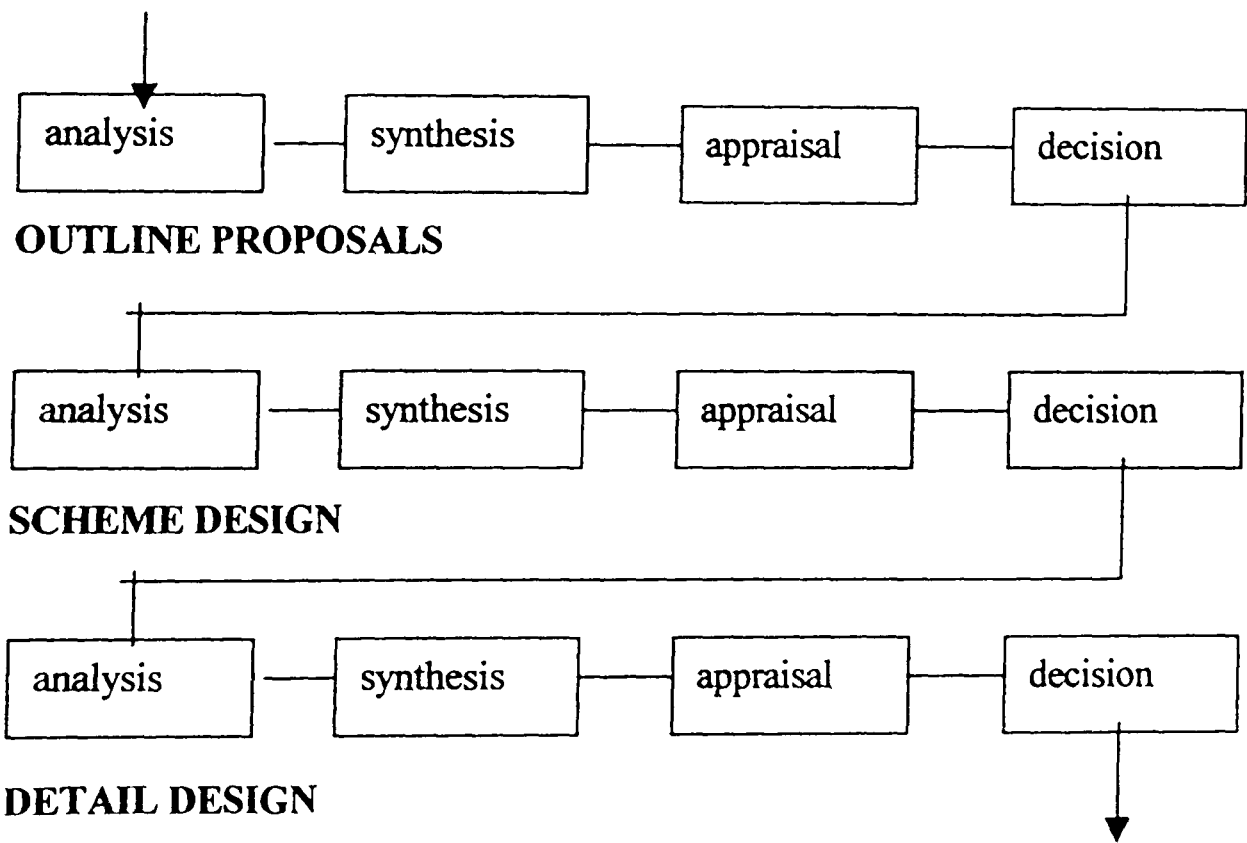 analysis synthesis appraisal decision
OUTLINE PROPOSALS
analysis synthesis appraisal decision
SCHEME DESIGN
analysis synthesis appraisal decision
DETAIL DESIGN